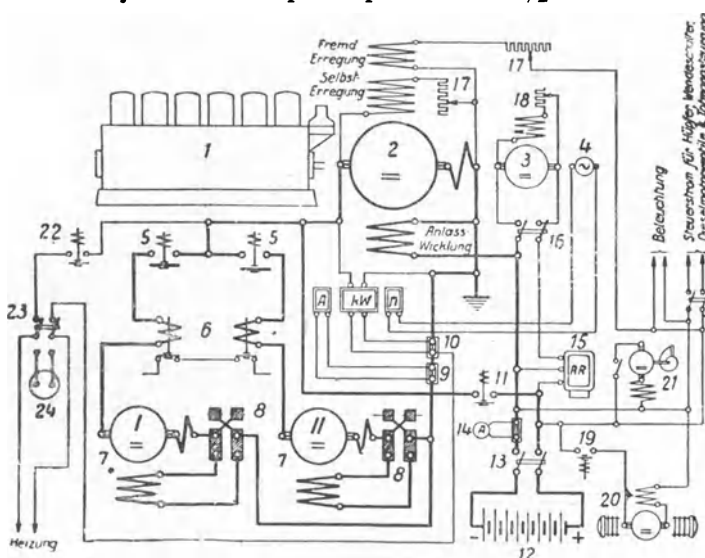 Fremd
Erregung
Selbst-
Erregung
17
17
18
1
2
3
4
Anlass-
Wicklung
16
22
5
5
6
A
kW
n
23
24
10
9
11
15
RR
21
14
A
13
19
20
I
II
7
8
7
8
Heizung
12
-
+
Beleuchtung
Steuerstrom für Hüpfer, Wendeschalter,